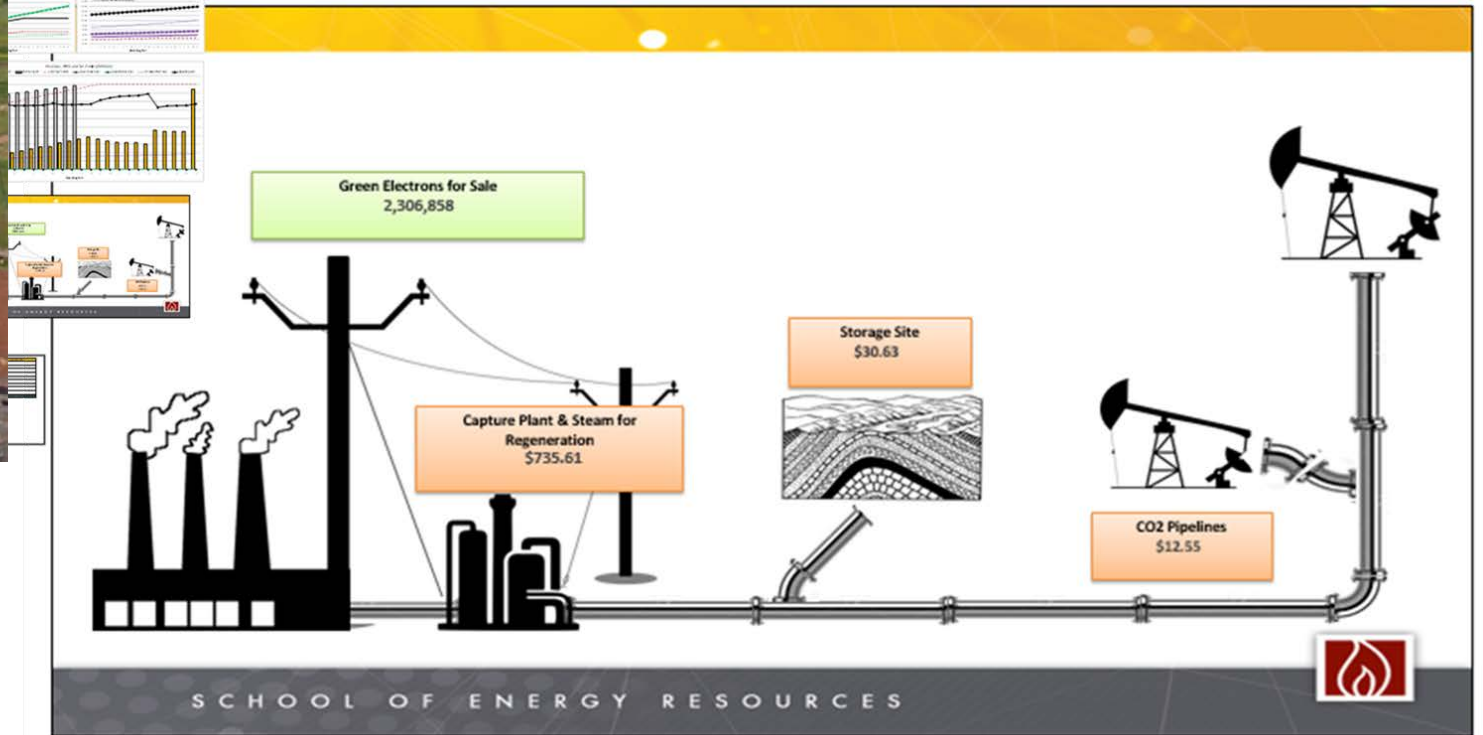 Green Electrons for Sale
2,306,858
Storage Site
$30.63
Capture Plant & Steam for
Regeneration
$735.61
CO2 Pipelines
$12.55
SCHOOL OF ENERGY RESOURCES